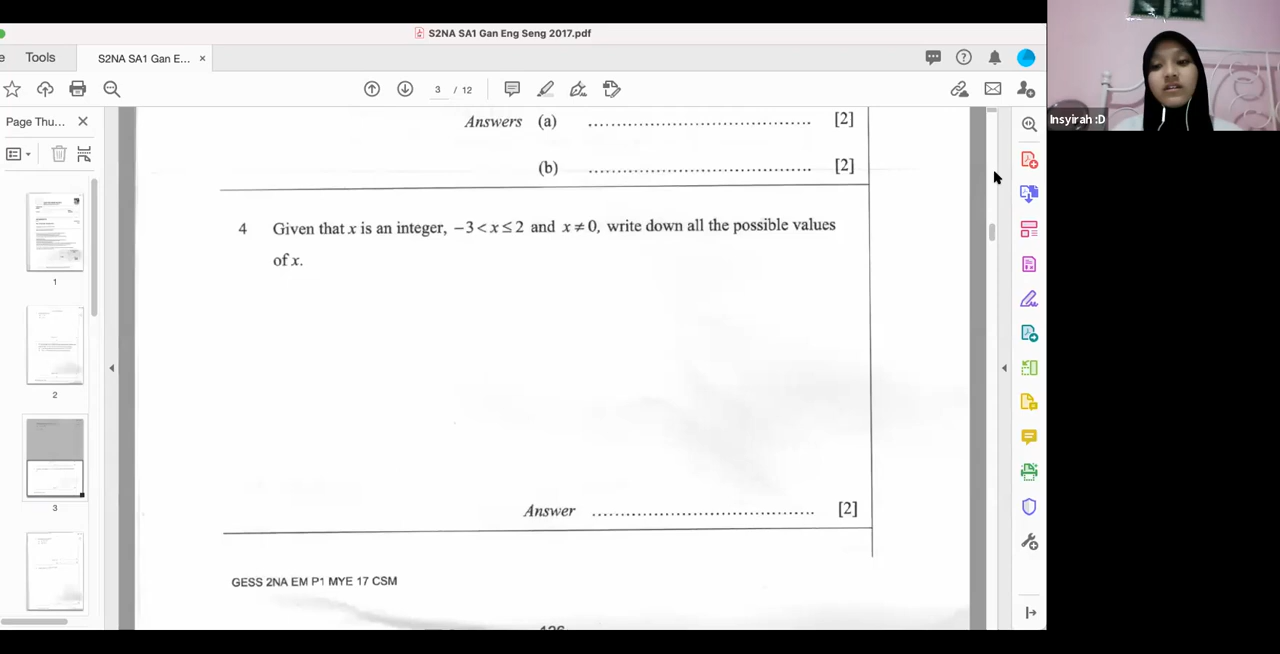 S2NA SA1 Gan Eng Seng 2017.pdf
e Tools S2NA SA1 Gan E... ×
3 / 12
Page Thu...
1
2
3
Answers (a) ........................................ [2]
(b) ........................................ [2]
4 Given that x is an integer, −3 < x ≤ 2 and x ≠ 0, write down all the possible values
of x.
Answer ........................................ [2]
GESS 2NA EM P1 MYE 17 CSM
Insyirah :D